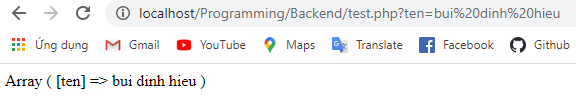 localhost/Programming/Backend/test.php?ten=bui%20dinh%20hieu
Ứng dụng Gmail YouTube Maps Translate Facebook Github
Array ( [ten] => bui dinh hieu )